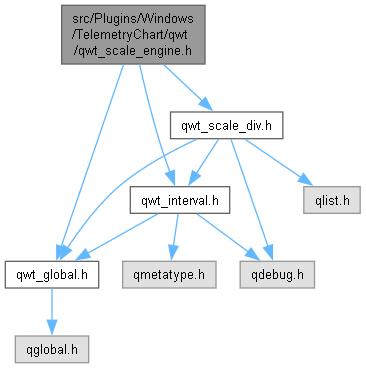 src/Plugins/Windows
/TelemetryChart/qwt
/qwt_scale_engine.h
qwt_scale_div.h
qwt_interval.h
qlist.h
qwt_global.h
qmetatype.h
qdebug.h
qglobal.h